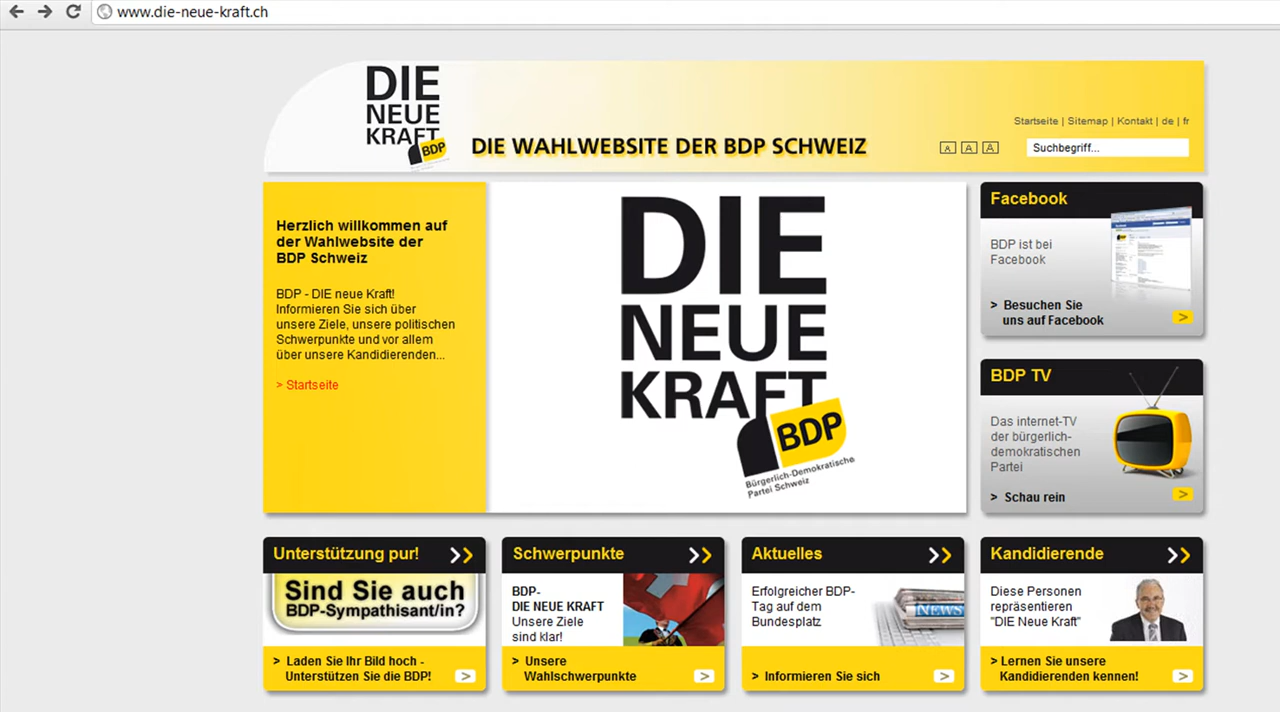 www.die-neue-kraft.ch
DIE
NEUE
KRAFT
BDP
DIE WAHLWEBSITE DER BDP SCHWEIZ
Startseite | Sitemap | Kontakt | de | fr
A A A
Suchbegriff...
Herzlich willkommen auf
der Wahlwebsite der
BDP Schweiz
BDP - DIE neue Kraft!
Informieren Sie sich über
unsere Ziele, unsere politischen
Schwerpunkte und vor allem
über unsere Kandidierenden...
> Startseite
DIE
NEUE
KRAFT
BDP
Bürgerlich-Demokratische
Partei Schweiz
Facebook
BDP ist bei
Facebook
> Besuchen Sie
uns auf Facebook
>
BDP TV
Das internet-TV
der bürgerlich-
demokratischen
Partei
> Schau rein
>
Unterstützung pur!
Sind Sie auch
BDP-Sympathisant/in?
> Laden Sie Ihr Bild hoch -
Unterstützen Sie die BDP!
>
Schwerpunkte
BDP-
DIE NEUE KRAFT
Unsere Ziele
sind klar!
> Unsere
Wahlschwerpunkte
>
Aktuelles
Erfolgreicher BDP-
Tag auf dem
Bundesplatz
NEWS
> Informieren Sie sich
>
Kandidierende
Diese Personen
repräsentieren
"DIE Neue Kraft"
> Lernen Sie unsere
Kandidierenden kennen!
>